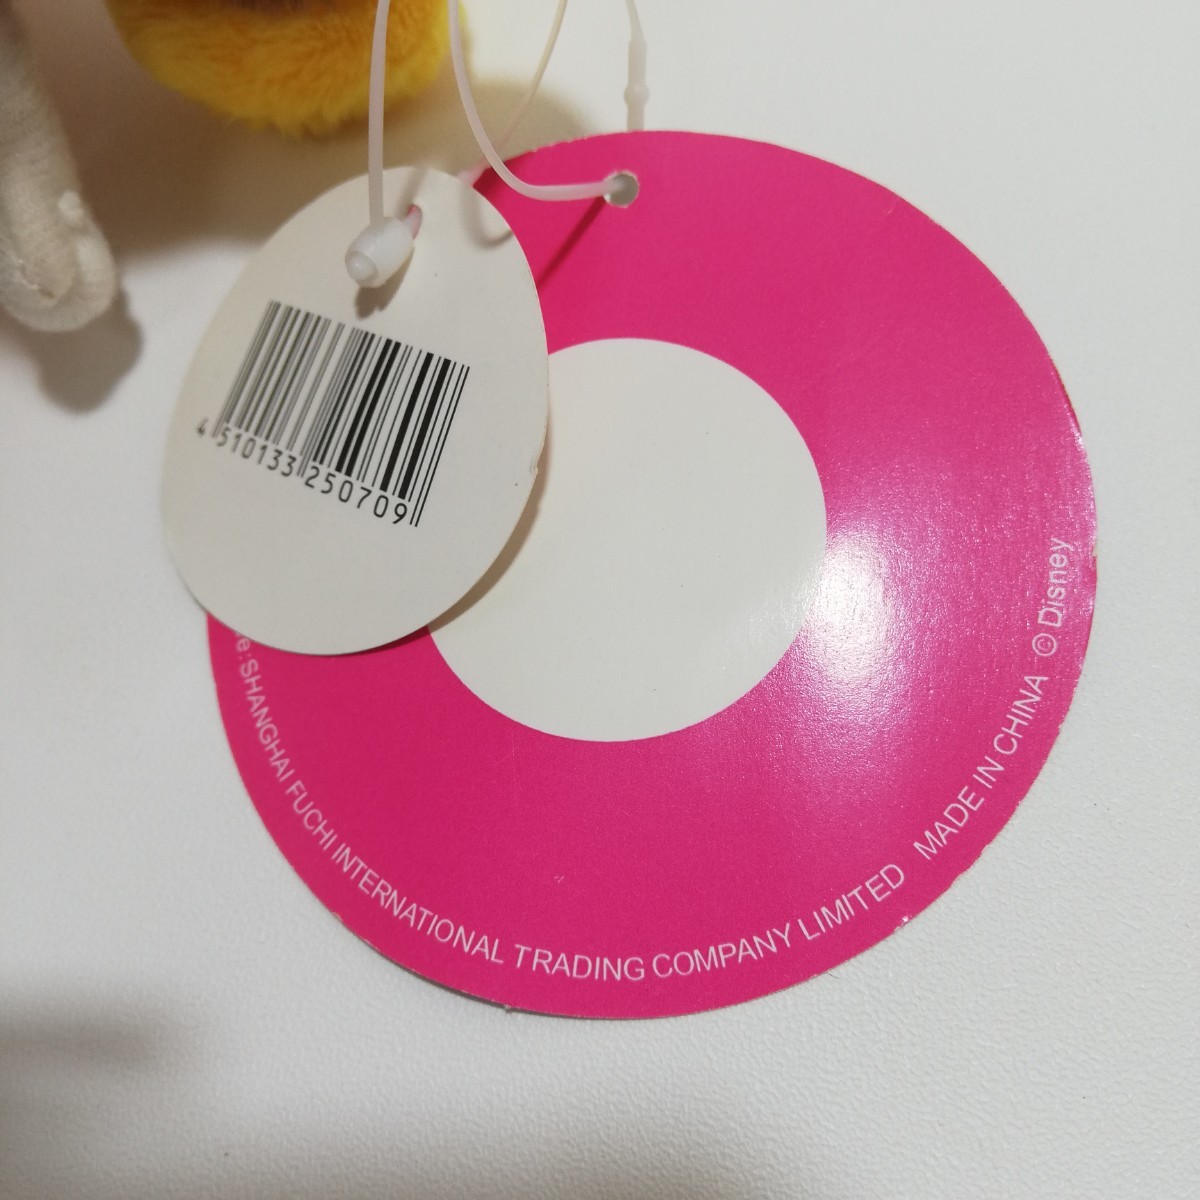 4 510133 250709
SHANGHAI FUCHI INTERNATIONAL TRADING COMPANY LIMITED MADE IN CHINA © Disney